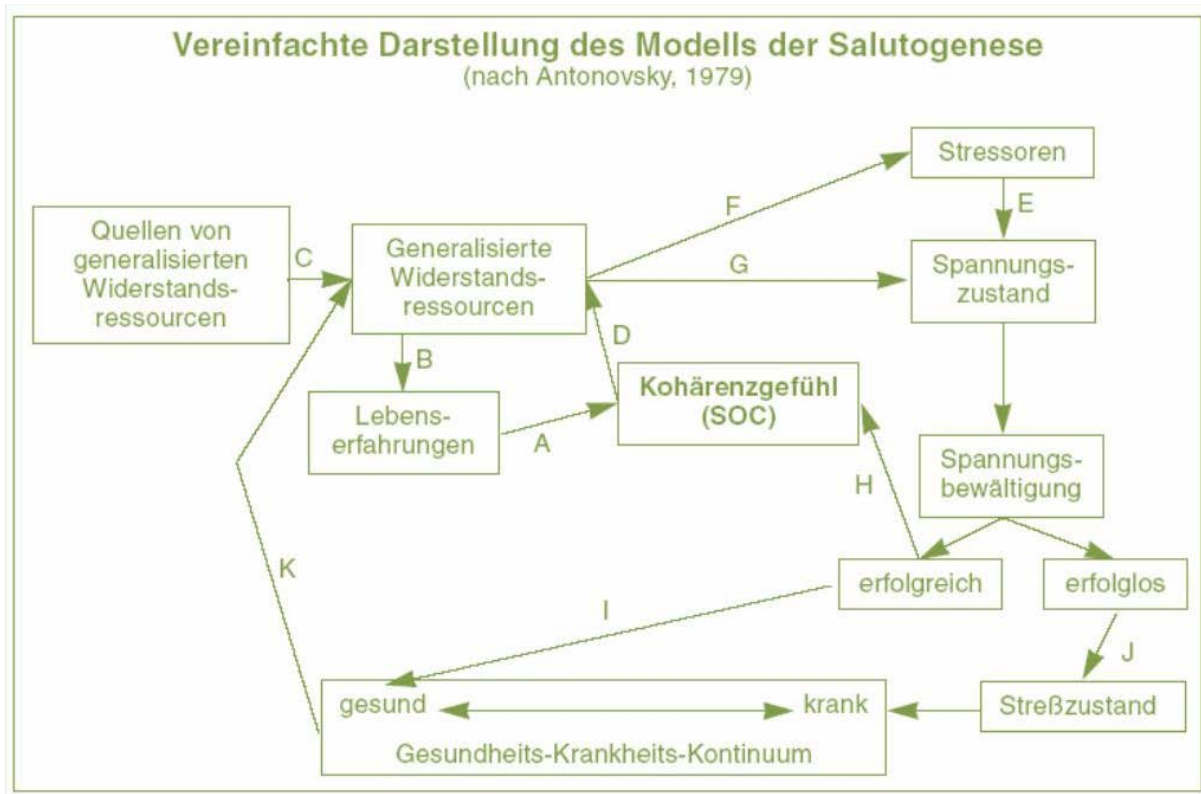 Vereinfachte Darstellung des Modells der Salutogenese
(nach Antonovsky, 1979)
Stressoren
F
E
Quellen von
generalisierten
Widerstands-
ressourcen
C
Generalisierte
Widerstands-
ressourcen
G
Spannungs-
zustand
D
B
Lebens-
erfahrungen
A
Kohärenzgefühl
(SOC)
Spannungs-
bewältigung
H
K
erfolgreich
erfolglos
I
J
gesund
krank
Streßzustand
Gesundheits-Krankheits-Kontinuum